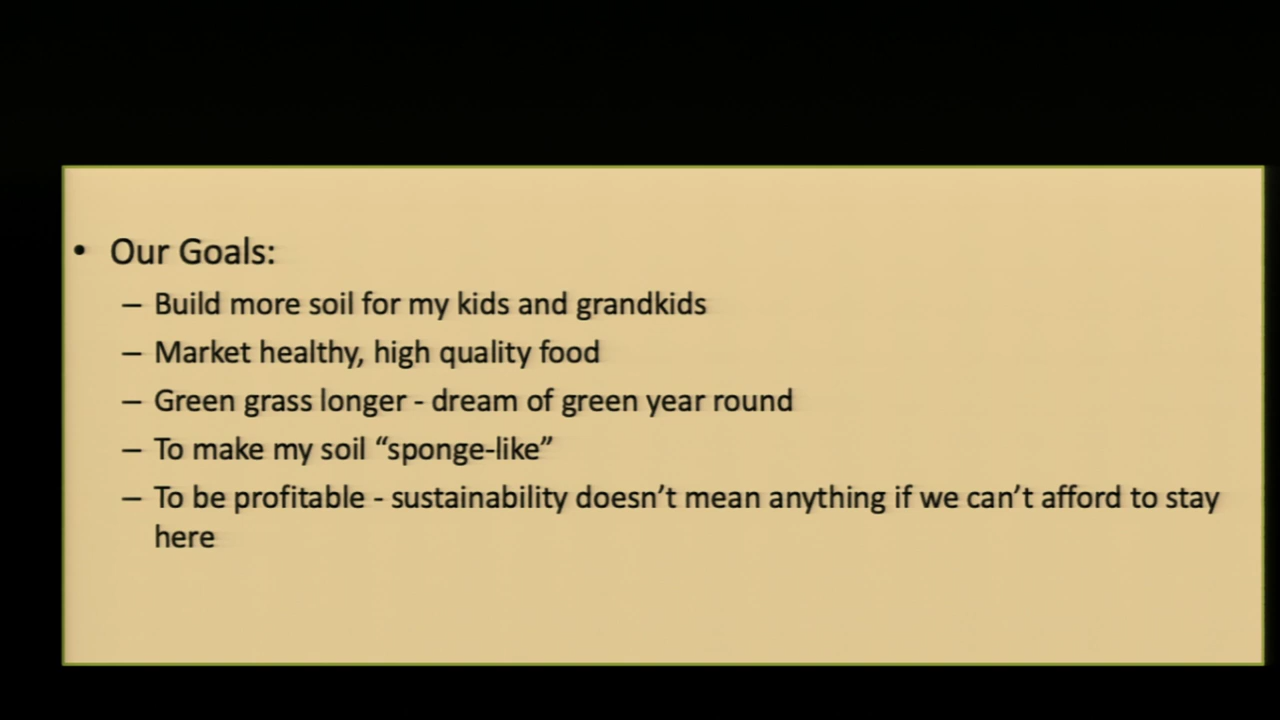 • Our Goals:
– Build more soil for my kids and grandkids
– Market healthy, high quality food
– Green grass longer - dream of green year round
– To make my soil “sponge-like”
– To be profitable - sustainability doesn’t mean anything if we can’t afford to stay
here